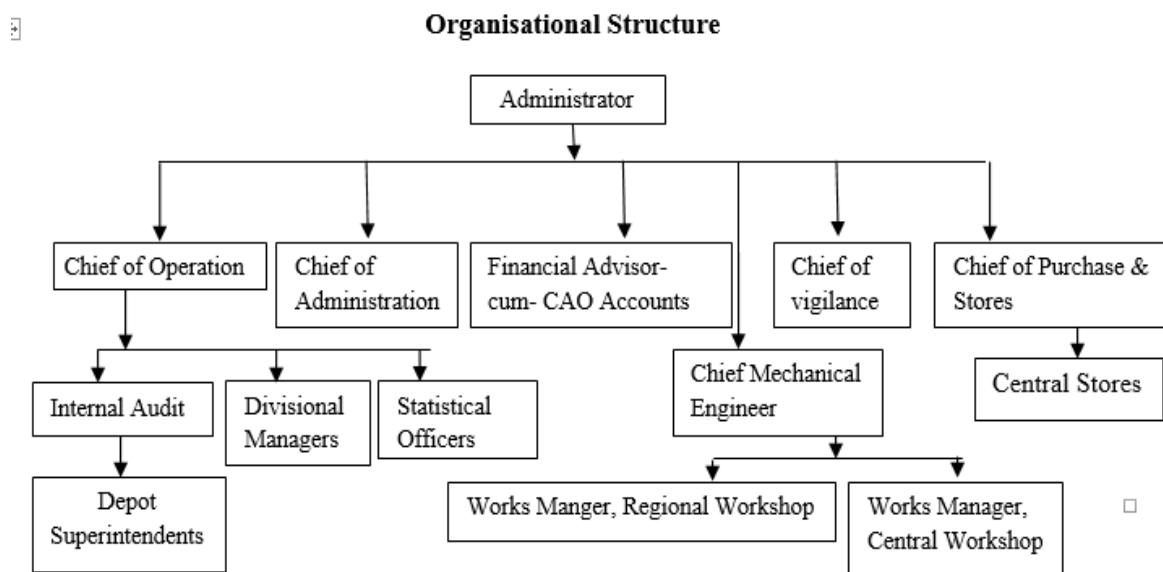 Organisational Structure
Administrator
Chief of Operation
Chief of
Administration
Financial Advisor-
cum- CAO Accounts
Chief of
vigilance
Chief of Purchase &
Stores
Chief Mechanical
Engineer
Central Stores
Internal Audit
Divisional
Managers
Statistical
Officers
Depot
Superintendents
Works Manger, Regional Workshop
Works Manager,
Central Workshop